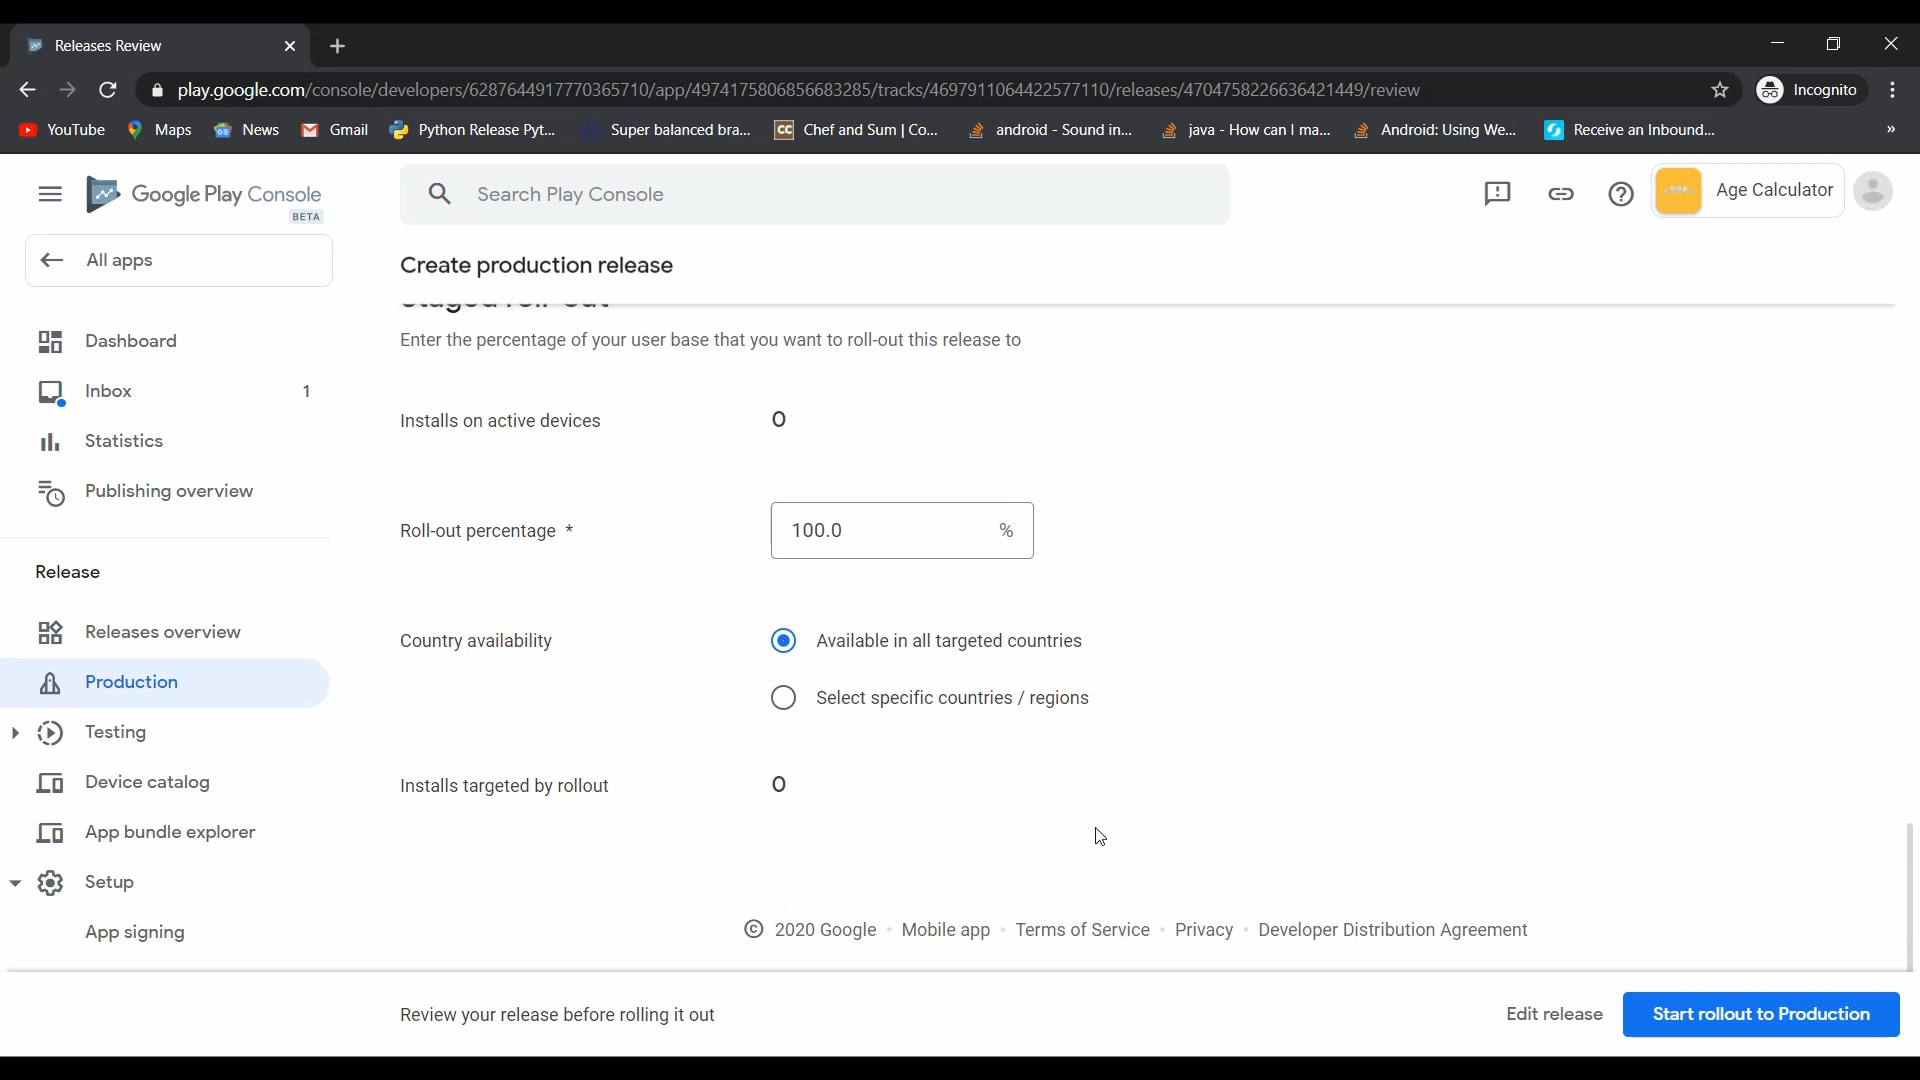 Releases Review
play.google.com/console/developers/6287644917770365710/app/4974175806856683285/tracks/4697911064422577110/releases/4704758226636421449/review
Incognito
YouTube Maps News Gmail Python Release Pyt... Super balanced bra... CC Chef and Sum | Co... android - Sound in... java - How can I ma... Android: Using We... Receive an Inbound... »
Google Play Console
BETA
Search Play Console
Age Calculator
All apps
Create production release
Staged roll-out
Enter the percentage of your user base that you want to roll-out this release to
Dashboard
Inbox 1
Statistics
Publishing overview
Installs on active devices 0
Roll-out percentage * 100.0 %
Release
Releases overview
Production
Testing
Device catalog
App bundle explorer
Setup
App signing
Country availability
Available in all targeted countries
Select specific countries / regions
Installs targeted by rollout 0
© 2020 Google · Mobile app · Terms of Service · Privacy · Developer Distribution Agreement
Review your release before rolling it out
Edit release
Start rollout to Production